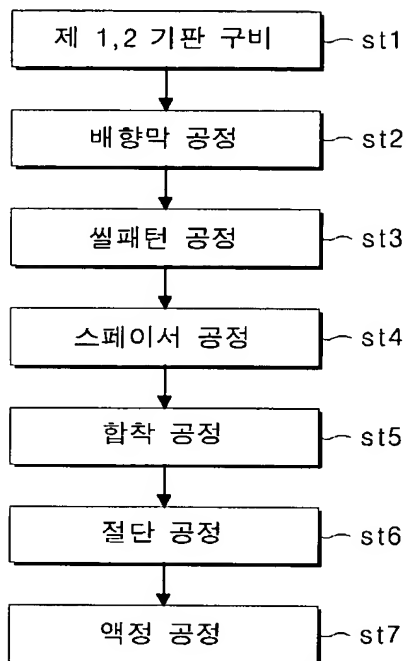 제 1,2 기판 구비 st1
배향막 공정 st2
씰패턴 공정 st3
스페이서 공정 st4
합착 공정 st5
절단 공정 st6
액정 공정 st7